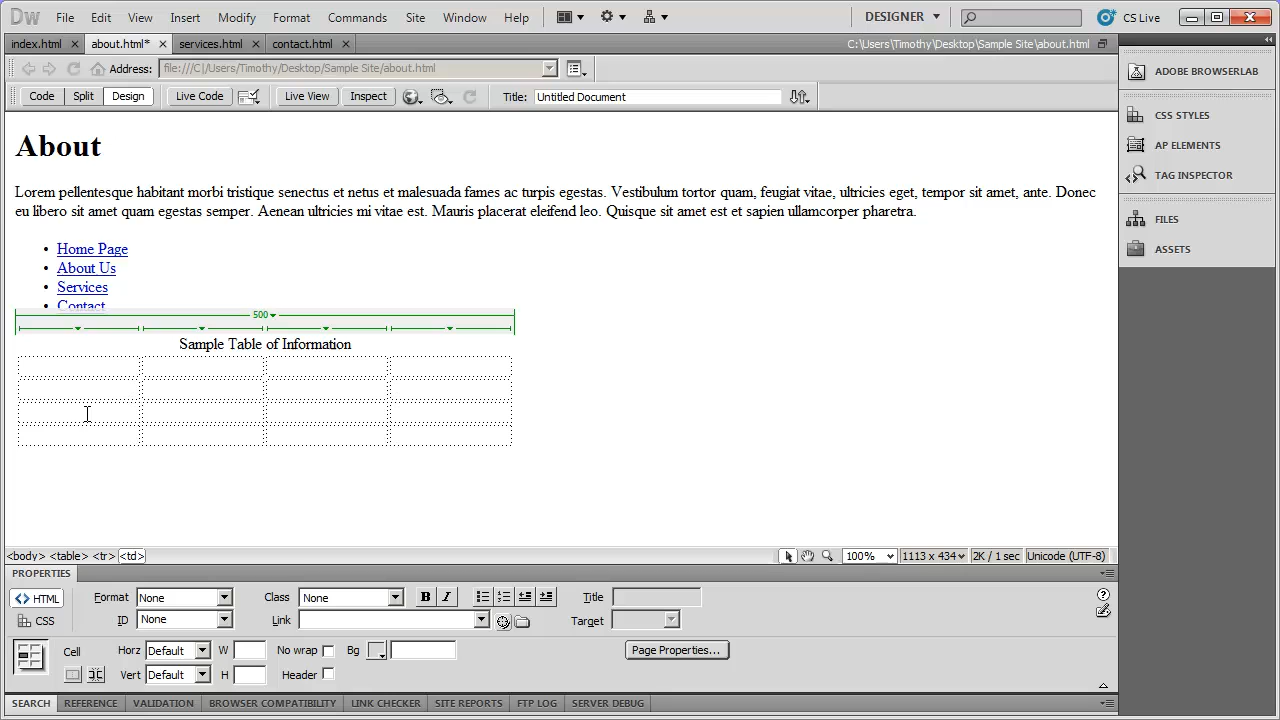 Dw File Edit View Insert Modify Format Commands Site Window Help DESIGNER CS Live
index.html about.html* services.html contact.html C:\Users\Timothy\Desktop\Sample Site\about.html
Address: file:///C|/Users/Timothy/Desktop/Sample Site/about.html
Code Split Design Live Code Live View Inspect Title: Untitled Document
ADOBE BROWSERLAB
CSS STYLES
AP ELEMENTS
TAG INSPECTOR
FILES
ASSETS
About
Lorem pellentesque habitant morbi tristique senectus et netus et malesuada fames ac turpis egestas. Vestibulum tortor quam, feugiat vitae, ultricies eget, tempor sit amet, ante. Donec
eu libero sit amet quam egestas semper. Aenean ultricies mi vitae est. Mauris placerat eleifend leo. Quisque sit amet est et sapien ullamcorper pharetra.
• Home Page
• About Us
• Services
• Contact
500
Sample Table of Information
<body> <table> <tr> <td> 100% 1113 x 434 2K / 1 sec Unicode (UTF-8)
PROPERTIES
<> HTML Format None Class None B I Title
CSS ID None Link Target
Cell Horz Default W No wrap Bg Page Properties...
Vert Default H Header
SEARCH REFERENCE VALIDATION BROWSER COMPATIBILITY LINK CHECKER SITE REPORTS FTP LOG SERVER DEBUG